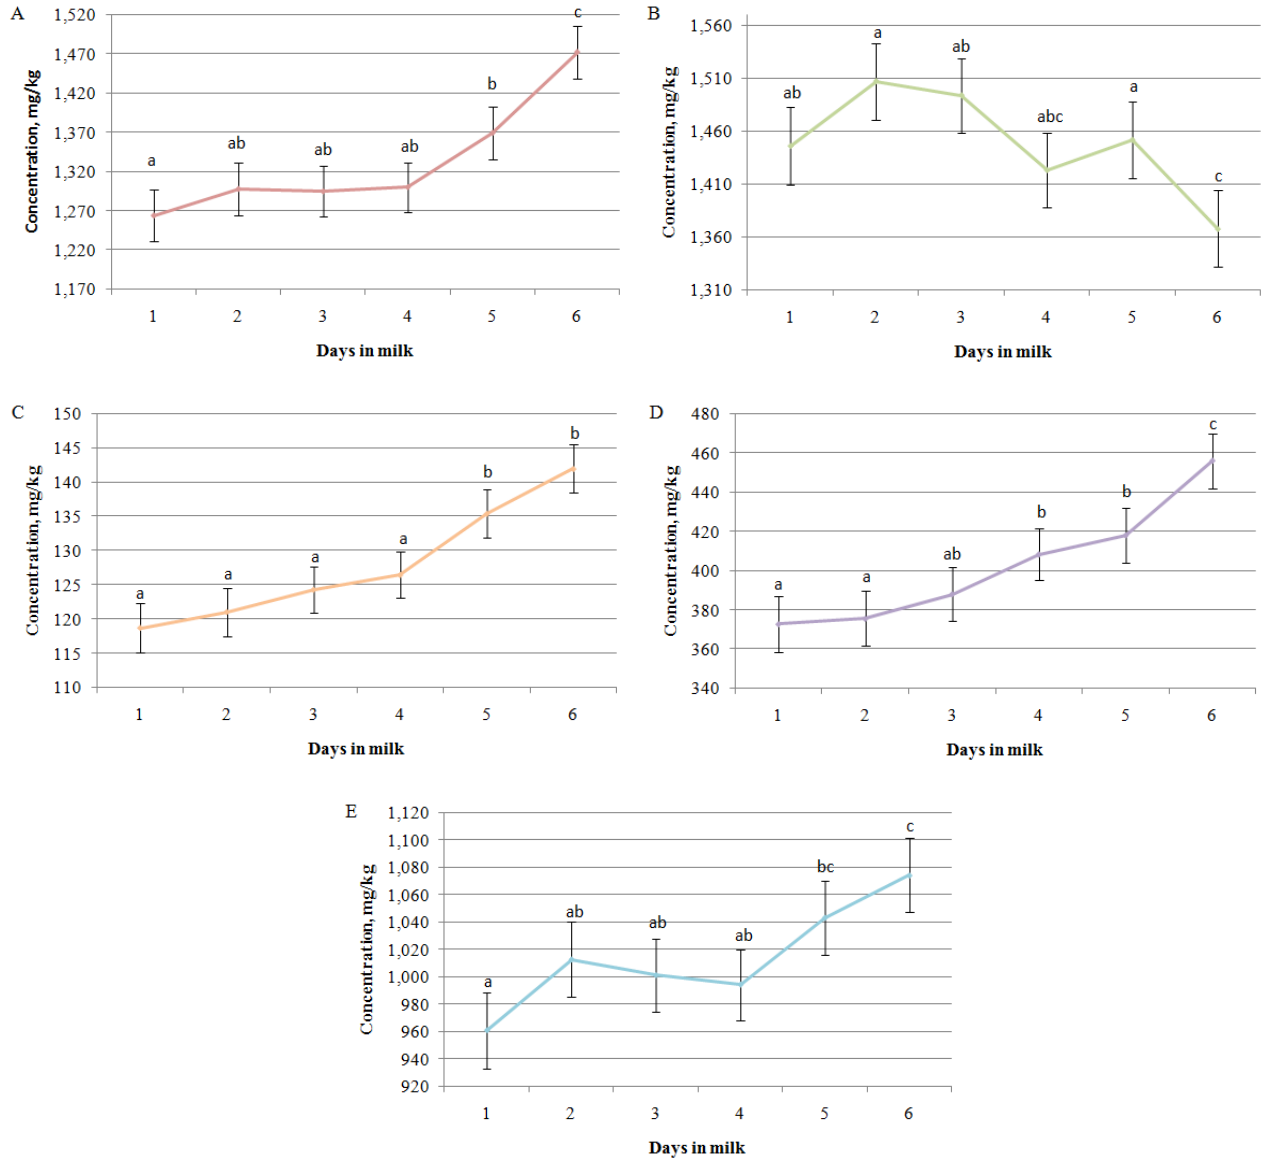 A
1,520
1,470
1,420
1,370
1,320
1,270
1,220
1,170
Concentration, mg/kg
a
ab
ab
ab
b
c
1 2 3 4 5 6
Days in milk
B
1,560
1,510
1,460
1,410
1,360
1,310
Concentration, mg/kg
ab
a
ab
abc
a
c
1 2 3 4 5 6
Days in milk
C
150
145
140
135
130
125
120
115
110
Concentration, mg/kg
a
a
a
a
b
b
1 2 3 4 5 6
Days in milk
D
480
460
440
420
400
380
360
340
Concentration, mg/kg
a
a
ab
b
b
c
1 2 3 4 5 6
Days in milk
E
1,120
1,100
1,080
1,060
1,040
1,020
1,000
980
960
940
920
Concentration, mg/kg
a
ab
ab
ab
bc
c
1 2 3 4 5 6
Days in milk